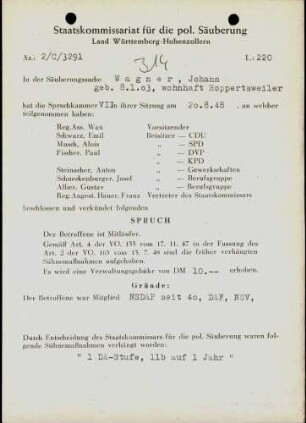 Staatskommissariat für die pol. Säuberung
Land Württemberg-Hohenzollern
Az.: 2/C/3291
314
L.: 220
In der Säuberungssache Wagner, Johann
geb. 8.1.03, wohnhaft Roppertsweiler
hat die Spruchkammer VII in ihrer Sitzung am 20.8.48 , an welcher
teilgenommen haben:
Reg.Ass. Wax Vorsitzender
Schwarz, Emil Beisitzer — CDU
Musch, Alois „ — SPD
Fischer, Paul „ — DVP
„ — KPD
Steinacher, Anton „ — Gewerkschaften
Schneckenburger, Josef „ — Berufsgruppe
Alber, Gustav „ — Berufsgruppe
Reg.Angest. Hauer, Franz Vertreter des Staatskommissars
beschlossen und verkündet folgenden
SPRUCH
Der Betroffene ist Mitläufer.
Gemäß Art. 4 der VO. 133 vom 17. 11. 47 in der Fassung des
Art. 2 der VO. 165 vom 13. 7. 48 sind die früher verhängten
Sühnemaßnahmen aufgehoben.
Es wird eine Verwaltungsgebühr von DM 10.-- erhoben.
Gründe:
Der Betroffene war Mitglied NSDAP seit 40, DAF, NSV,
Durch Entscheidung des Staatskommissars für die pol. Säuberung waren fol-
gende Sühnemaßnahmen verhängt worden:
" 1 DA-Stufe, 11b auf 1 Jahr "